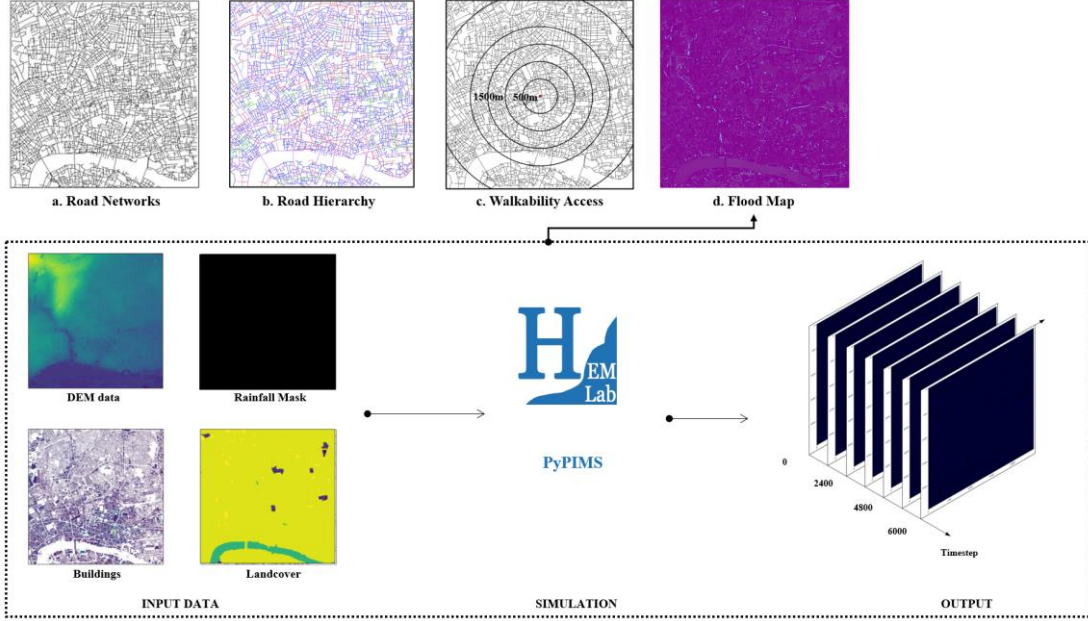 1500m
500m
a. Road Networks
b. Road Hierarchy
c. Walkability Access
d. Flood Map
DEM data
Rainfall Mask
H
EM
Lab
PyPIMS
Buildings
Landcover
0
2400
4800
6000
Timestep
INPUT DATA
SIMULATION
OUTPUT